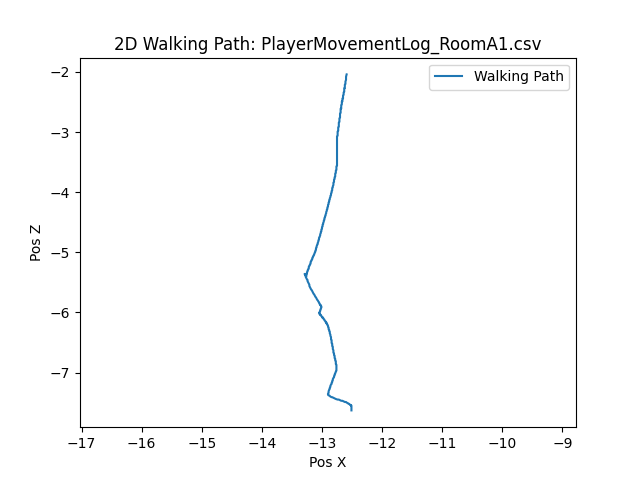 2D Walking Path: PlayerMovementLog_RoomA1.csv
Walking Path
−2
−3
−4
−5
−6
−7
Pos Z
−17 −16 −15 −14 −13 −12 −11 −10 −9
Pos X